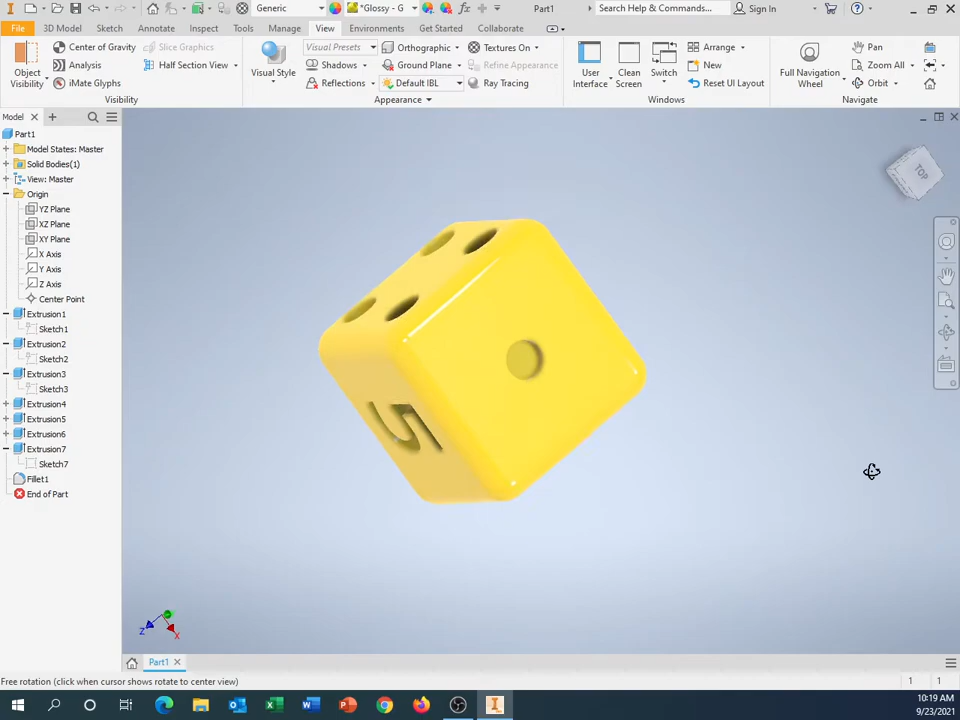 Generic
*Glossy - G
Part1
Search Help & Commands...
Sign In
File
3D Model
Sketch
Annotate
Inspect
Tools
Manage
View
Environments
Get Started
Collaborate
Object Visibility
Center of Gravity
Analysis
iMate Glyphs
Slice Graphics
Half Section View
Visibility
Visual Style
Visual Presets
Shadows
Reflections
Orthographic
Ground Plane
Default IBL
Textures On
Refine Appearance
Ray Tracing
Appearance
User Interface
Clean Screen
Switch
Arrange
New
Reset UI Layout
Windows
Full Navigation Wheel
Pan
Zoom All
Orbit
Navigate
Model
Part1
Model States: Master
Solid Bodies(1)
View: Master
Origin
YZ Plane
XZ Plane
XY Plane
X Axis
Y Axis
Z Axis
Center Point
Extrusion1
Sketch1
Extrusion2
Sketch2
Extrusion3
Sketch3
Extrusion4
Extrusion5
Extrusion6
Extrusion7
Sketch7
Fillet1
End of Part
TOP
5
Z
X
Part1
Free rotation (click when cursor shows rotate to center view)
1
1
10:19 AM
9/23/2021